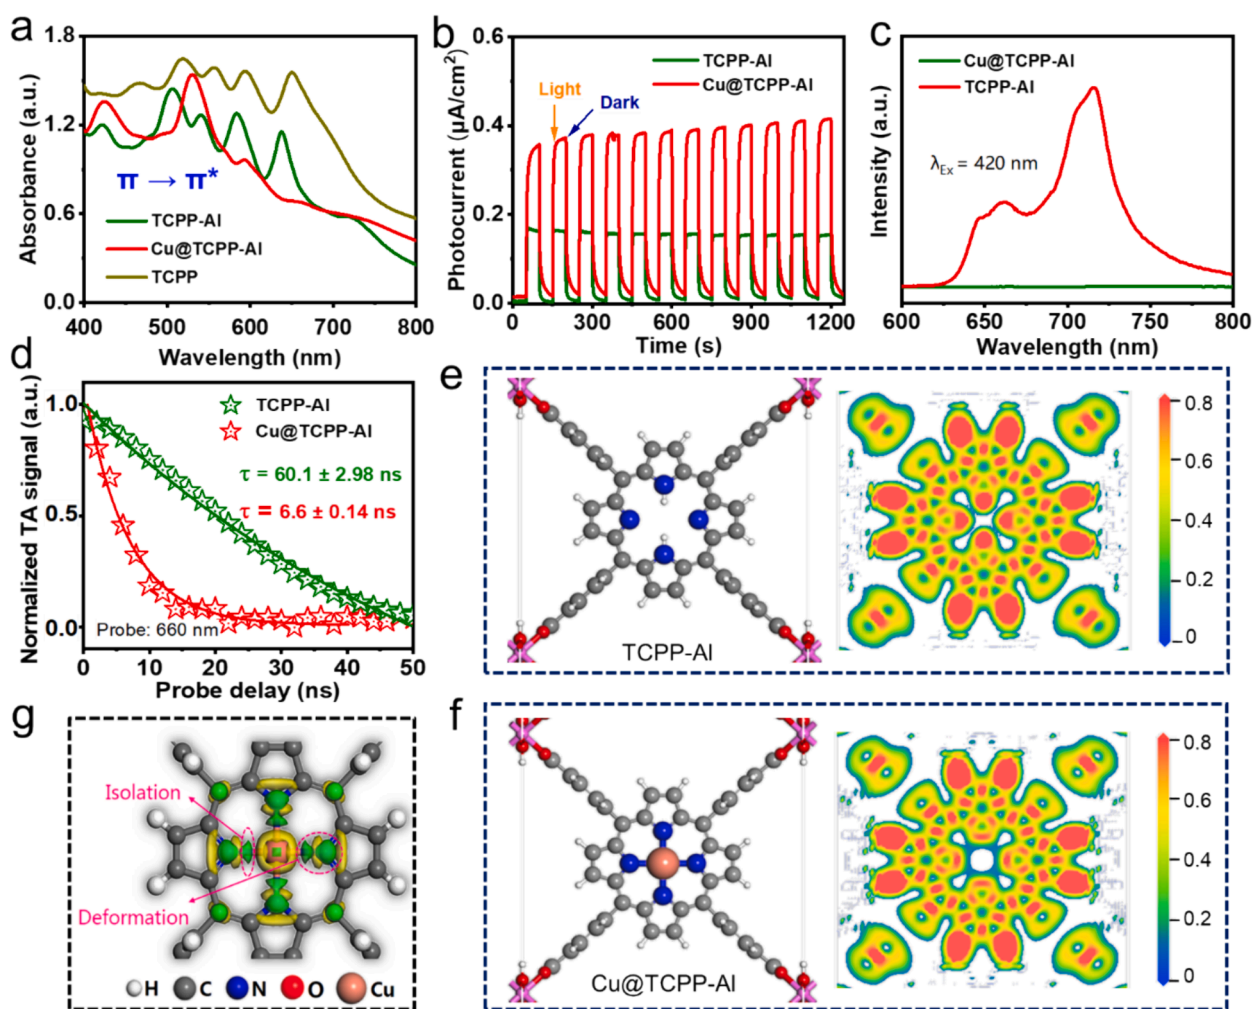 a
1.8
1.2
0.6
0.0
Absorbance (a.u.)
π → π*
TCPP-Al
Cu@TCPP-Al
TCPP
400 500 600 700 800
Wavelength (nm)
b
0.6
0.4
0.2
0.0
Photocurrent (μA/cm²)
TCPP-Al
Cu@TCPP-Al
Light
Dark
0 300 600 900 1200
Time (s)
c
Intensity (a.u.)
Cu@TCPP-Al
TCPP-Al
λEx = 420 nm
600 650 700 750 800
Wavelength (nm)
d
1.0
0.5
0.0
Normalized TA signal (a.u.)
TCPP-Al
Cu@TCPP-Al
τ = 60.1 ± 2.98 ns
τ = 6.6 ± 0.14 ns
Probe: 660 nm
0 10 20 30 40 50
Probe delay (ns)
e
TCPP-Al
0.8
0.6
0.4
0.2
0
g
Isolation
Deformation
H C N O Cu
f
Cu@TCPP-Al
0.8
0.6
0.4
0.2
0